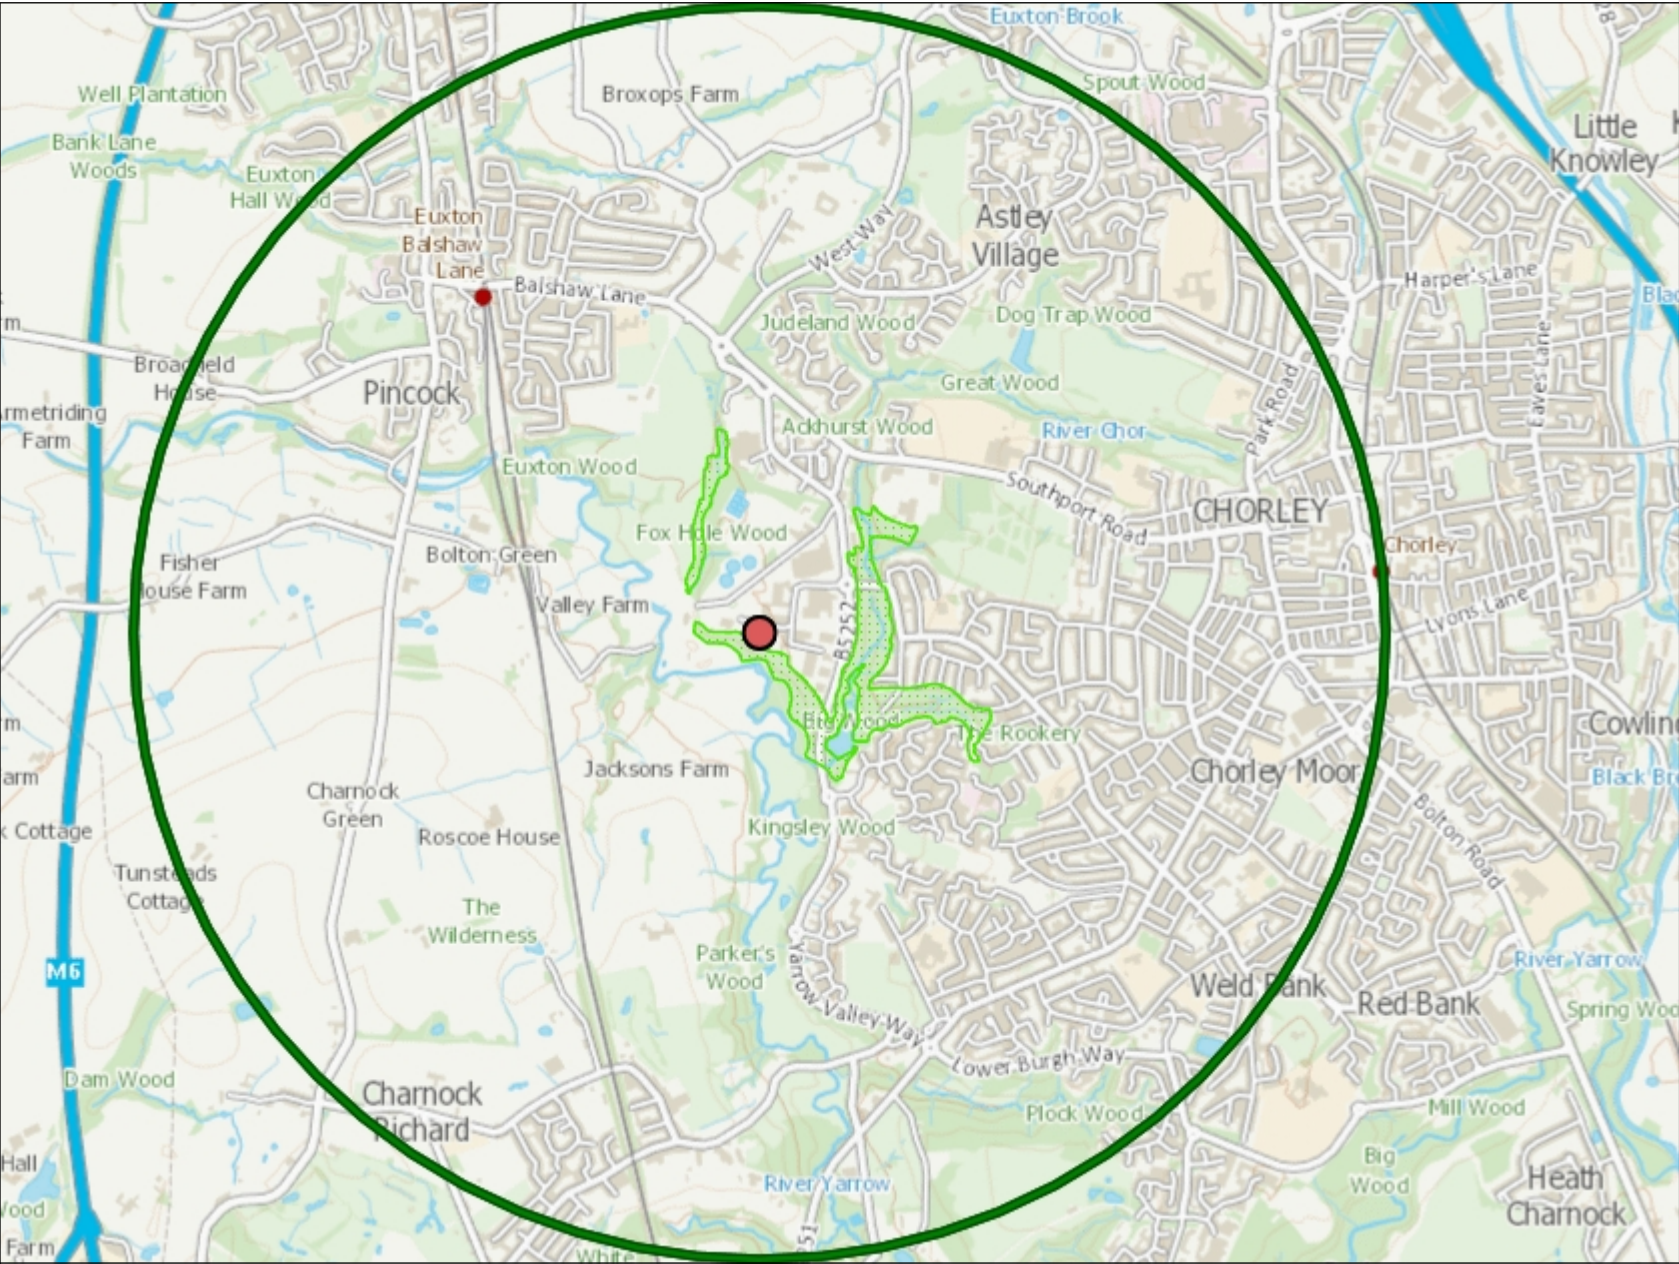 Euxton Brook
28
Well Plantation
Broxops Farm
Spout Wood
Little
Knowley
Bank Lane
Woods
Euxton
Hall Wood
Euxton
Balshaw
Lane
West Way
Astley
Village
Harper's Lane
Balshaw Lane
Judeland Wood
Dog Trap Wood
Broadfield
House
Pincock
Great Wood
Park Road
Eaves Lane
Armetriding
Farm
Ackhurst Wood
River Chor
Euxton Wood
Southport Road
CHORLEY
Fox Hole Wood
Chorley
Fisher
House Farm
Bolton Green
Valley Farm
B5252
Lyons Lane
Big Wood
The Rookery
Cowling
Jacksons Farm
Chorley Moor
Charnock
Green
Kingsley Wood
Roscoe House
Cottage
Bolton Road
Tunsteads
Cottage
The
Wilderness
Parker's
Wood
M6
Yarrow Valley Way
Weld Bank
Red Bank
River Yarrow
Spring Woo
Lower Burgh Way
Dam Wood
Charnock
Richard
Plock Wood
Mill Wood
Hall
Big
Wood
River Yarrow
Heath
Charnock
Farm
White